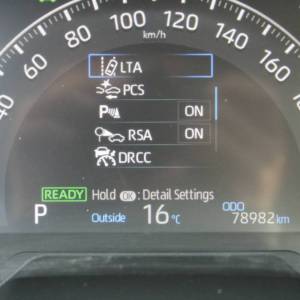 40 60 80 100 120 140 160
km/h
LTA
PCS
P ON
RSA ON
DRCC
READY Hold OK : Detail Settings
P Outside 16 °C ODO 78982 km